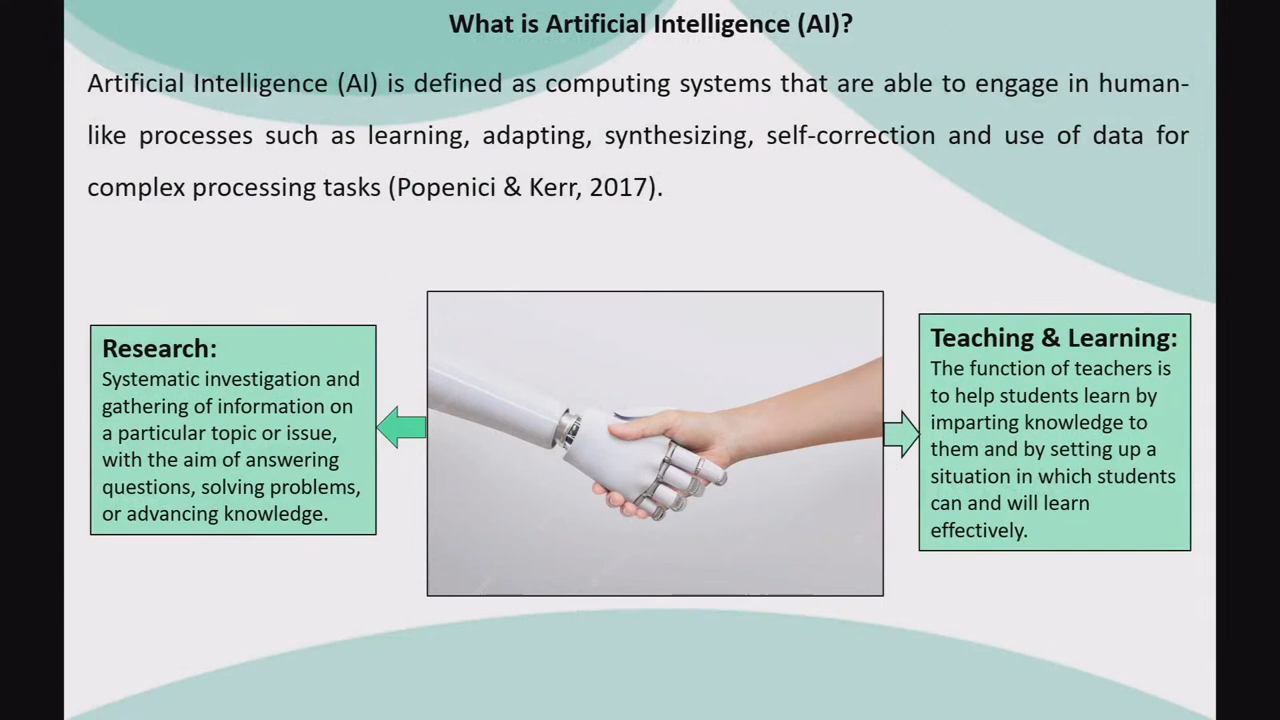 What is Artificial Intelligence (AI)?
Artificial Intelligence (AI) is defined as computing systems that are able to engage in human-
like processes such as learning, adapting, synthesizing, self-correction and use of data for
complex processing tasks (Popenici & Kerr, 2017).
Research:
Systematic investigation and
gathering of information on
a particular topic or issue,
with the aim of answering
questions, solving problems,
or advancing knowledge.
Teaching & Learning:
The function of teachers is
to help students learn by
imparting knowledge to
them and by setting up a
situation in which students
can and will learn
effectively.